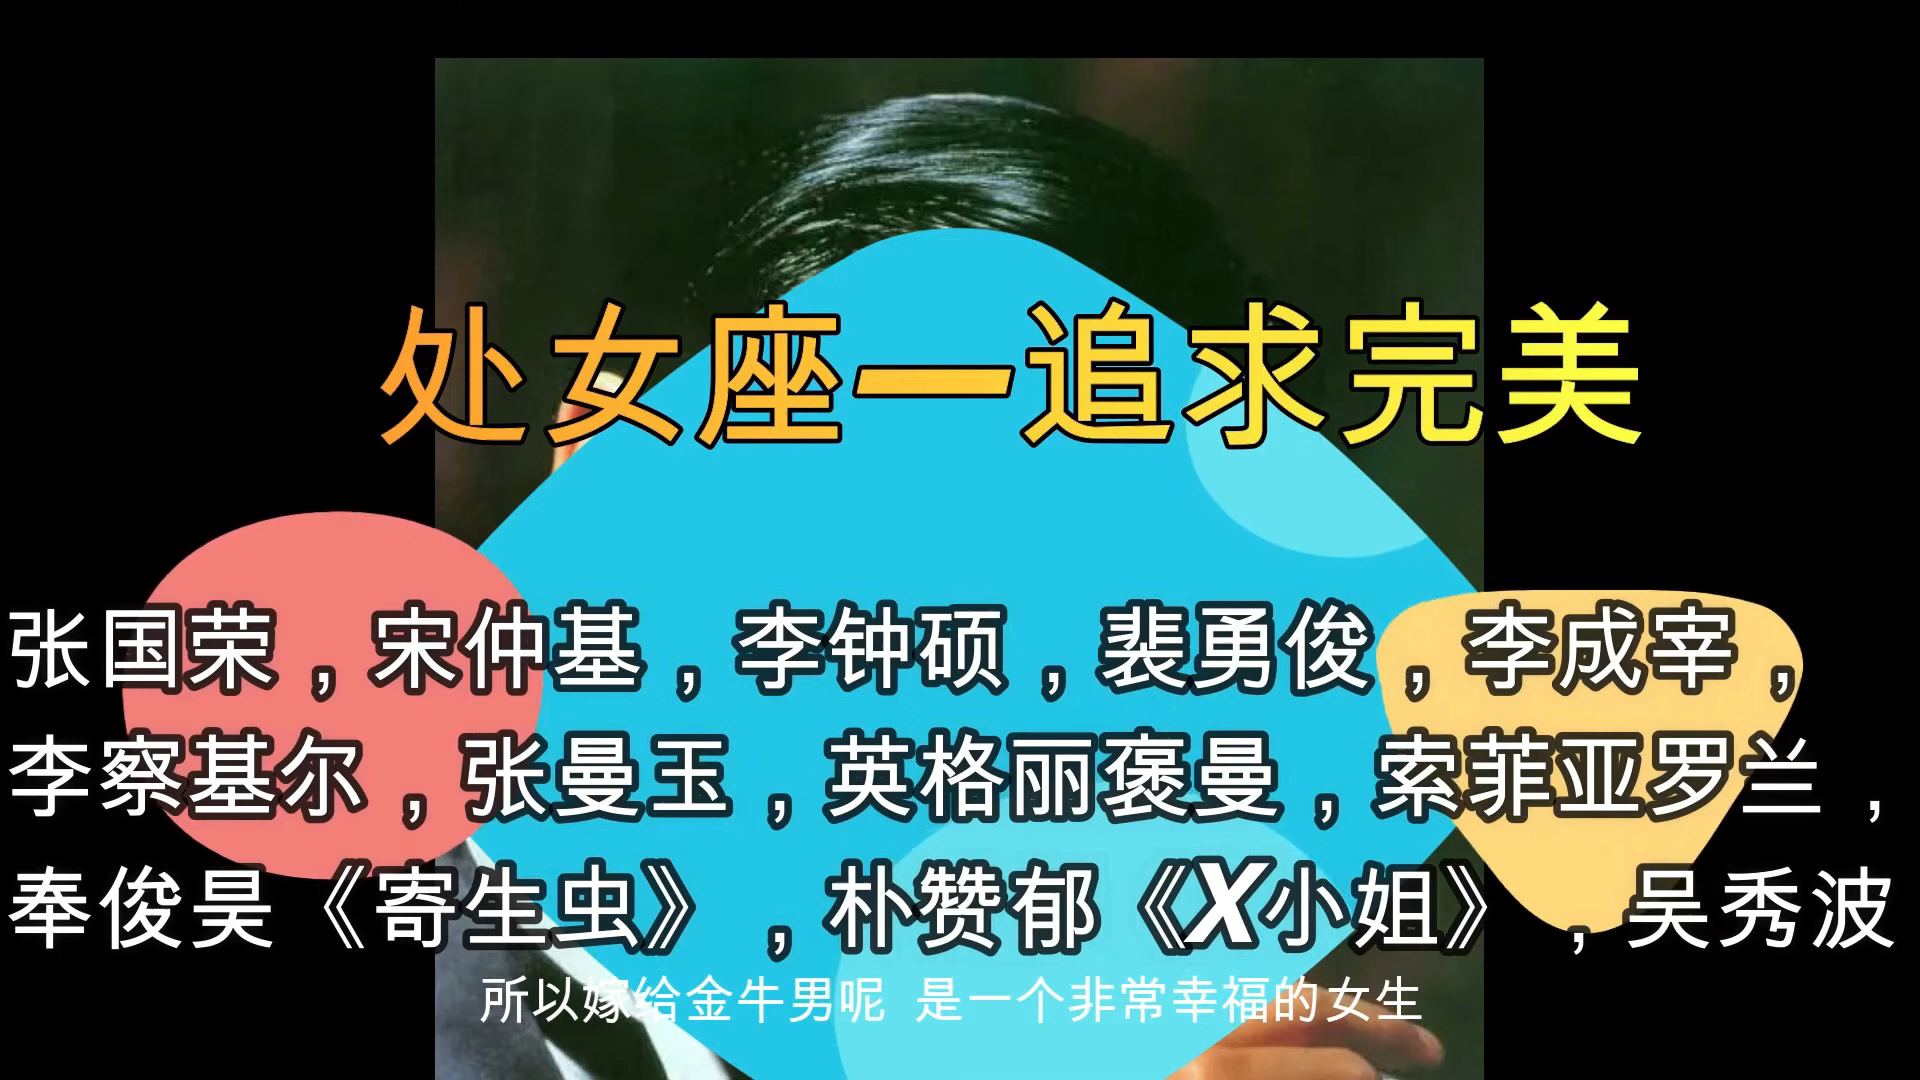 处女座—追求完美
张国荣，宋仲基，李钟硕，裴勇俊，李成宰，
李察基尔，张曼玉，英格丽褒曼，索菲亚罗兰，
奉俊昊《寄生虫》，朴赞郁《X小姐》，吴秀波
所以嫁给金牛男呢 是一个非常幸福的女生